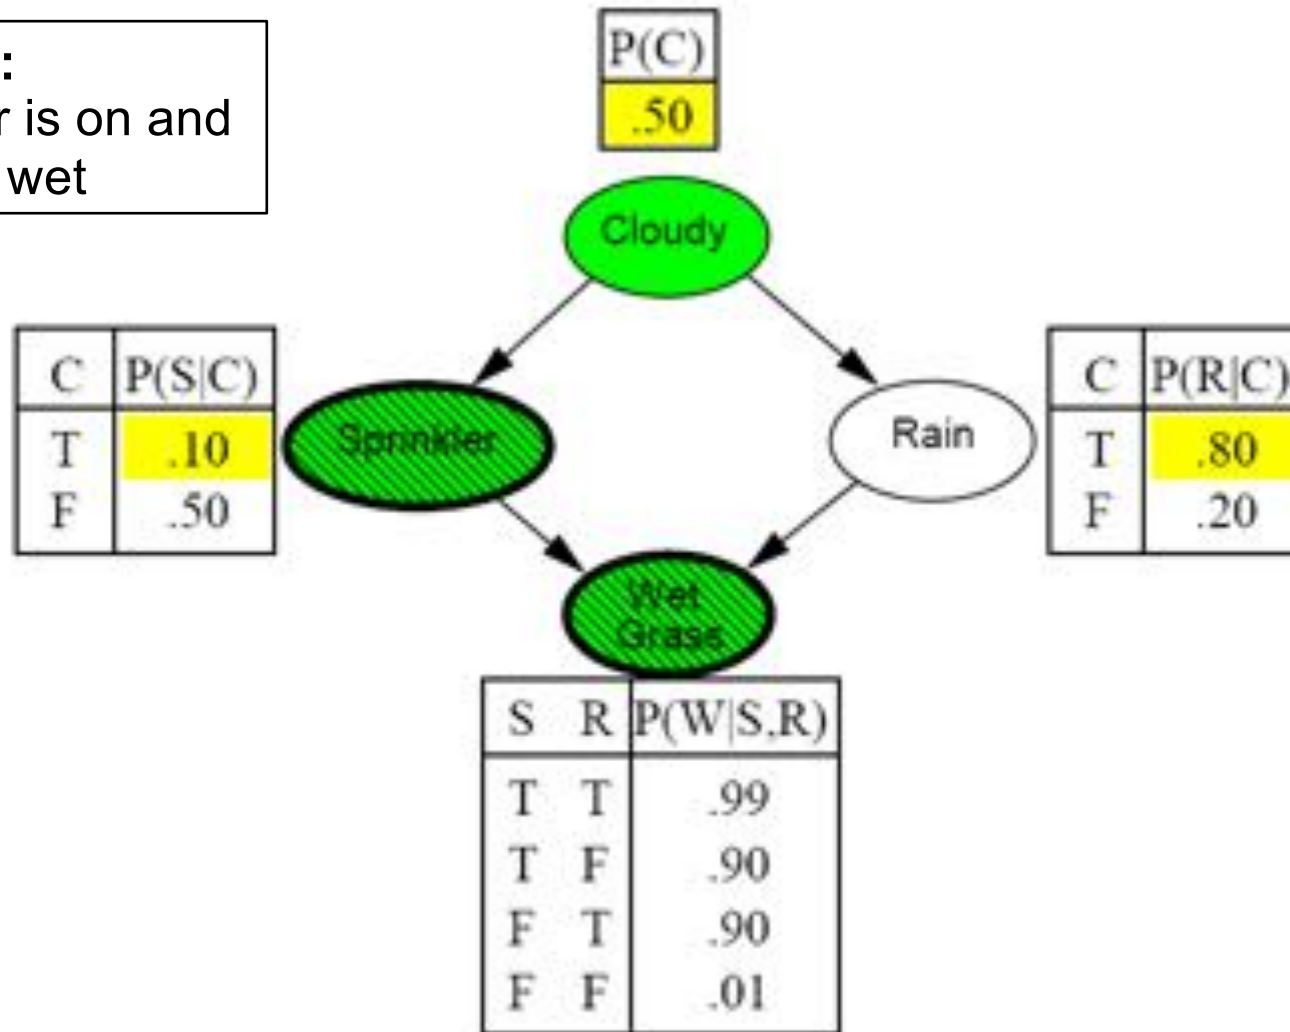 :
r is on and
wet
P(C)
.50
Cloudy
C P(S|C)
T .10
F .50
Sprinkler
Rain
C P(R|C)
T .80
F .20
Wet
Grass
S R P(W|S,R)
T T .99
T F .90
F T .90
F F .01